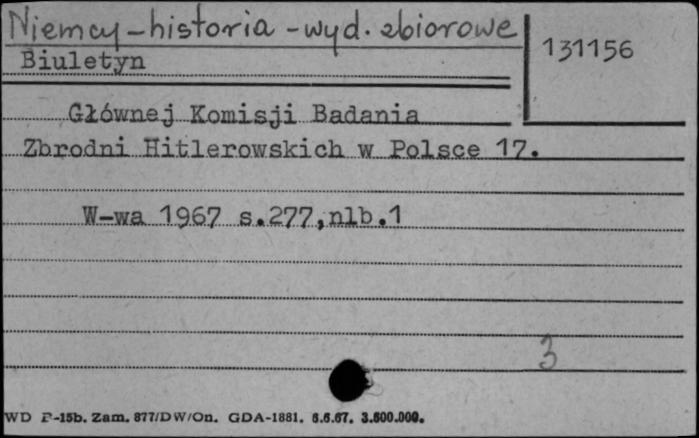 Niemcy - historia - wyd. zbiorowe
131156
Biuletyn
Głównej Komisji Badania
Zbrodni Hitlerowskich w Polsce 17.
W-wa 1967 s.277,nlb.1
3
WD P-15b. Zam. 877/DW/On. GDA-1881. 6.6.67. 3.600.000.